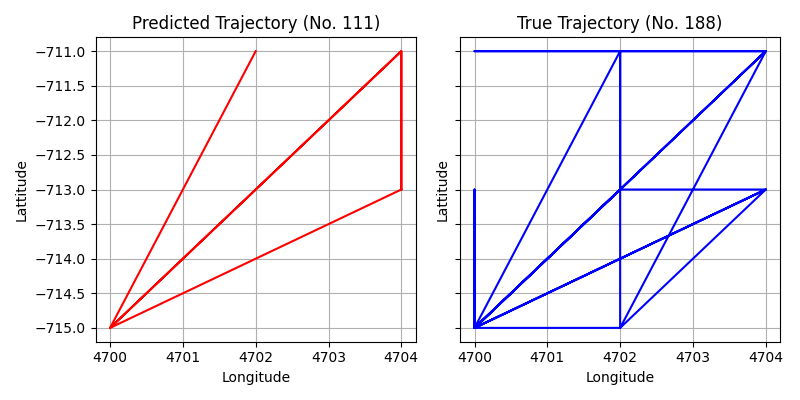 Predicted Trajectory (No. 111)
True Trajectory (No. 188)
Lattitude
−711.0
−711.5
−712.0
−712.5
−713.0
−713.5
−714.0
−714.5
−715.0
4700 4701 4702 4703 4704
Longitude
Lattitude
4700 4701 4702 4703 4704
Longitude